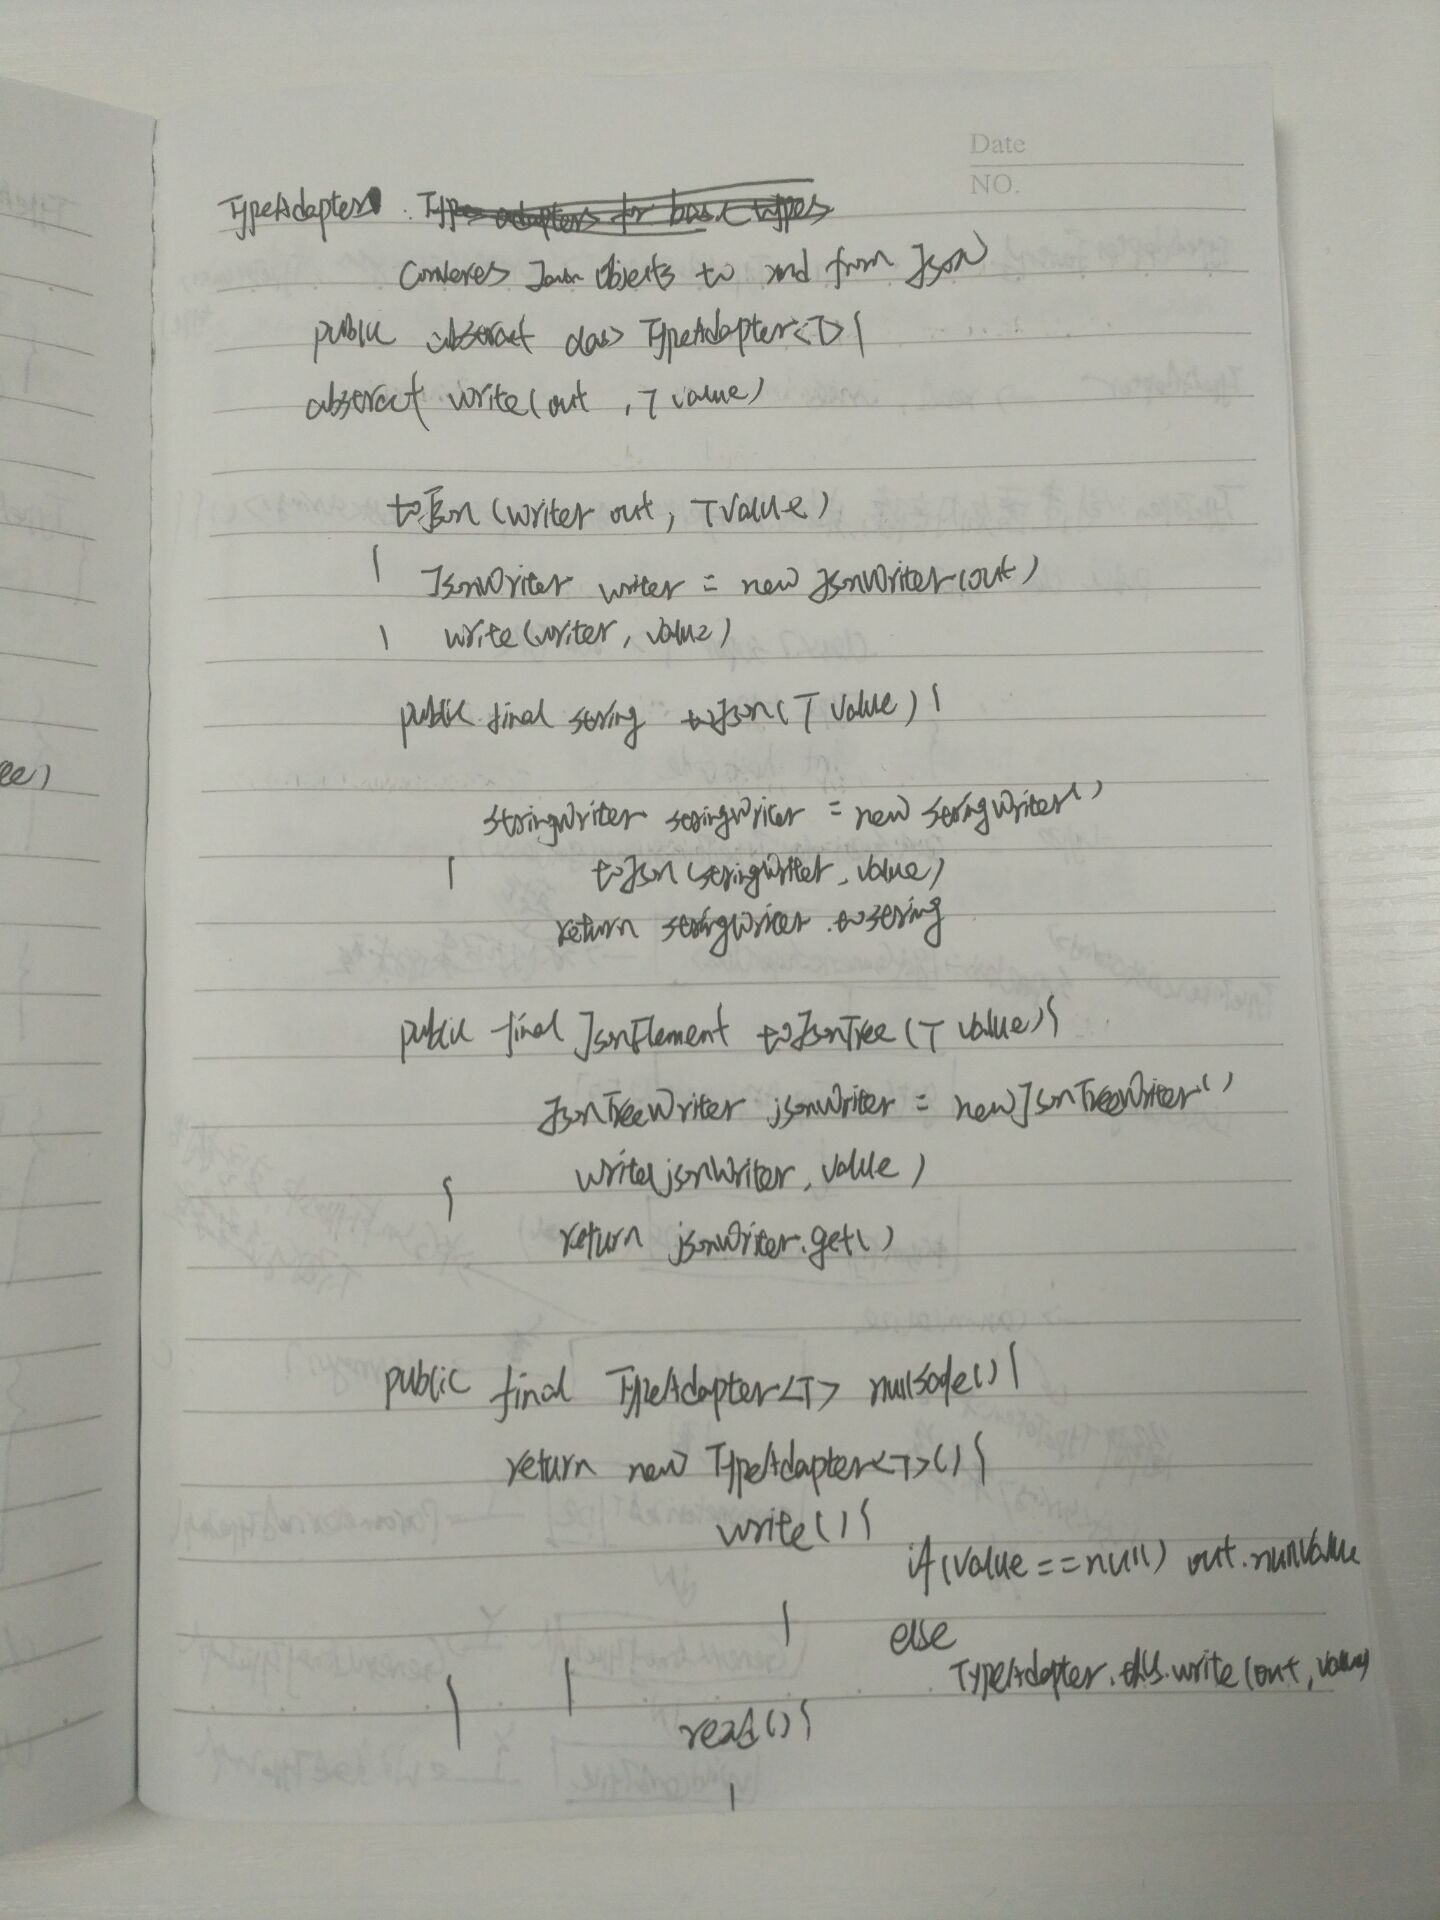 Date
NO.
TypeAdapter : Type adapters for basic types
Converes Java Objects to and from Json
public abstract class TypeAdapter<T>{
abstract write(out , T value)
toJson (writer out, T value)
{ JsonWriter writer = new JsonWriter(out)
} write(writer, value)
public final string toJson( T value) {
stringWriter stringWriter = new stringWriter()
} toJson (stringWriter, value)
return stringWriter.toString
public final JsonElement toJsonTree (T value){
JsonTreeWriter jsonWriter = new JsonTreeWriter()
} write(jsonWriter, value)
return jsonWriter.get()
public final TypeAdapter<T> nullSafe(){
return new TypeAdapter<T>(){
write(){
if(value==null) out.nullValue
} else
TypeAdapter.this.write(out, value)
} }
read(){
}
ee)